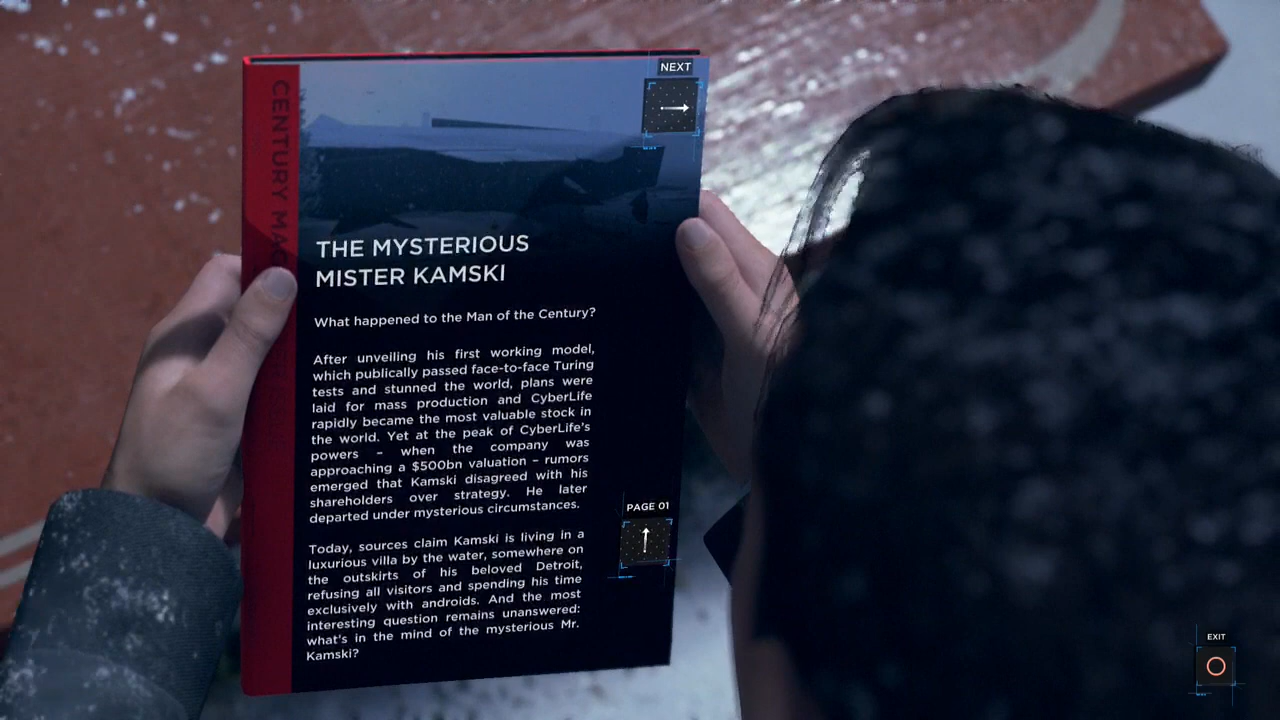 NEXT
CENTURY MAG
THE MYSTERIOUS
MISTER KAMSKI
What happened to the Man of the Century?
After unveiling his first working model,
which publically passed face-to-face Turing
tests and stunned the world, plans were
laid for mass production and CyberLife
rapidly became the most valuable stock in
the world. Yet at the peak of CyberLife's
powers – when the company was
approaching a $500bn valuation – rumors
emerged that Kamski disagreed with his
shareholders over strategy. He later
departed under mysterious circumstances.
PAGE 01
Today, sources claim Kamski is living in a
luxurious villa by the water, somewhere on
the outskirts of his beloved Detroit,
refusing all visitors and spending his time
exclusively with androids. And the most
interesting question remains unanswered:
what's in the mind of the mysterious Mr.
Kamski?
EXIT